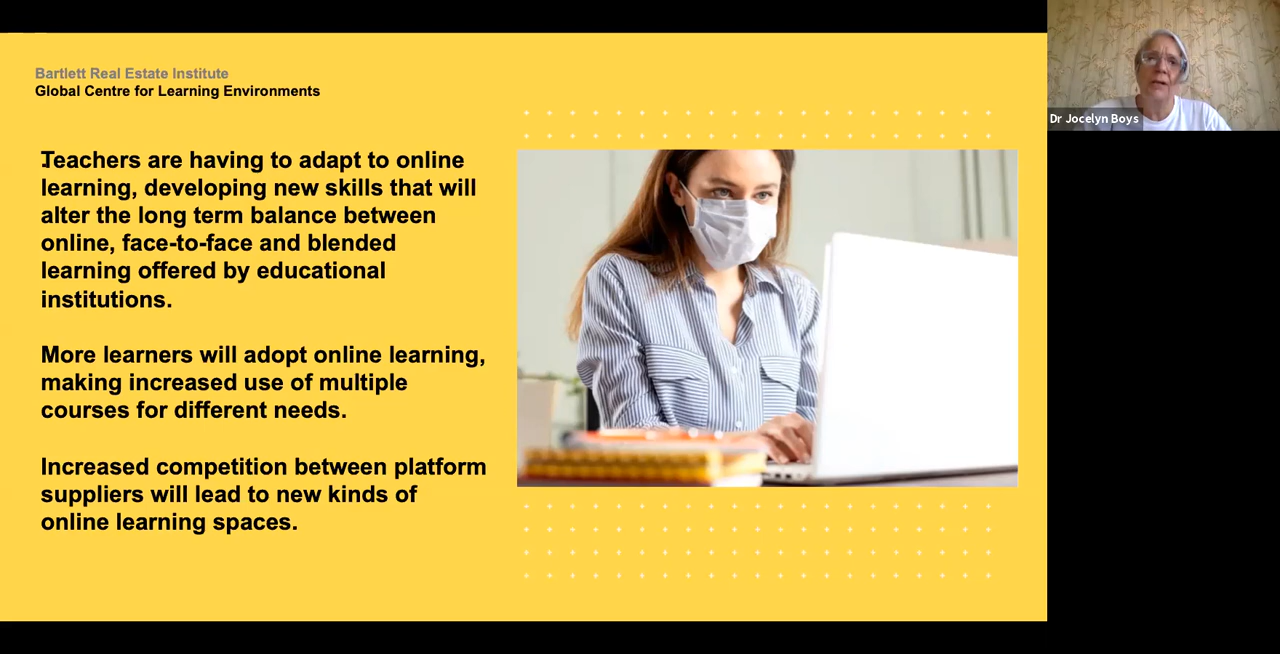 Bartlett Real Estate Institute
Global Centre for Learning Environments
Teachers are having to adapt to online
learning, developing new skills that will
alter the long term balance between
online, face-to-face and blended
learning offered by educational
institutions.
More learners will adopt online learning,
making increased use of multiple
courses for different needs.
Increased competition between platform
suppliers will lead to new kinds of
online learning spaces.
Dr Jocelyn Boys